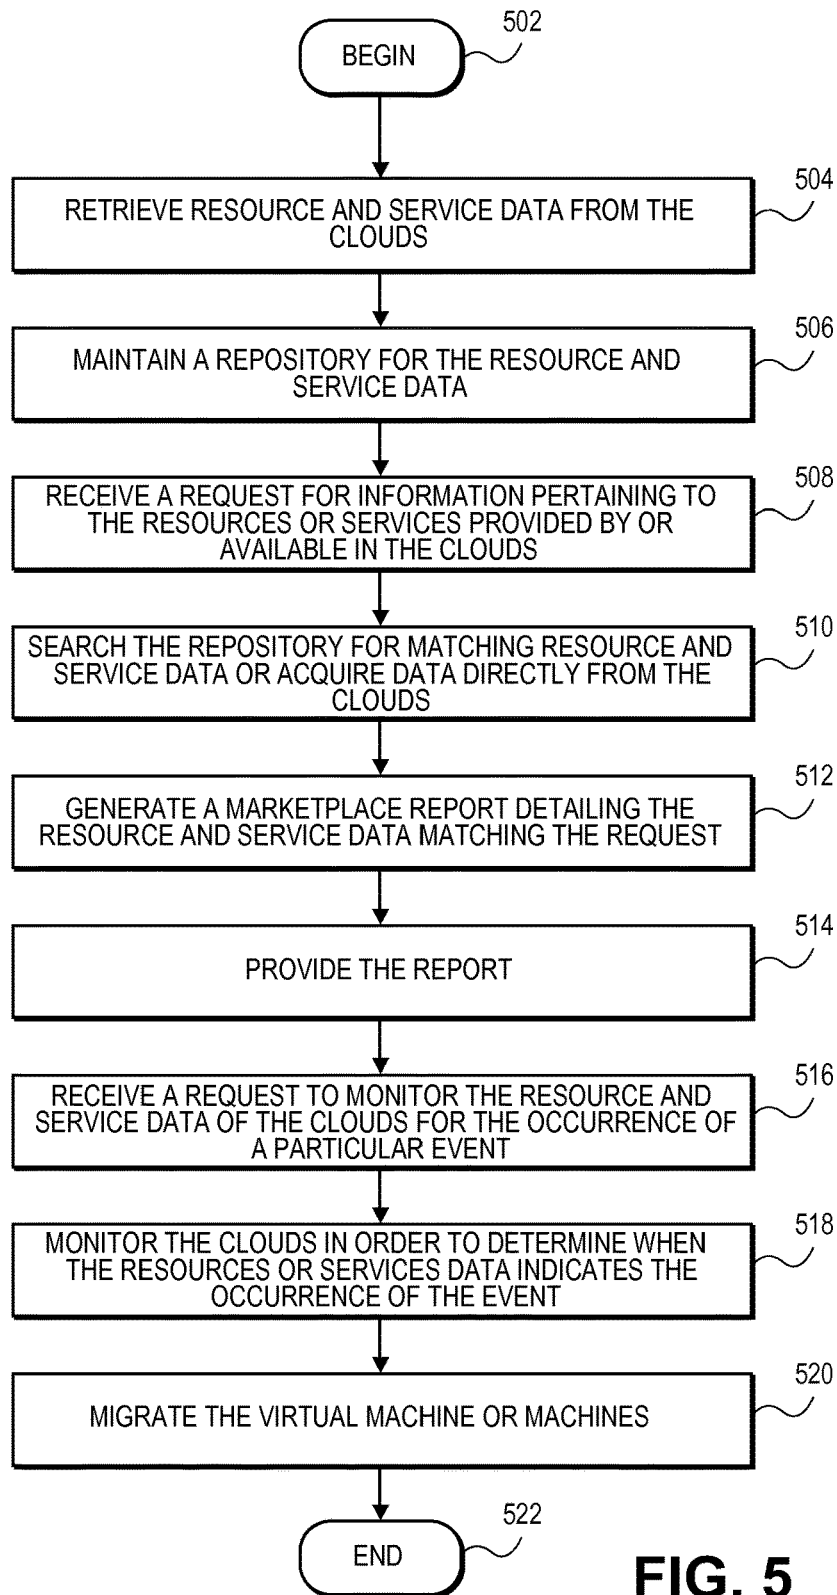 502
BEGIN
504
RETRIEVE RESOURCE AND SERVICE DATA FROM THE
CLOUDS
506
MAINTAIN A REPOSITORY FOR THE RESOURCE AND
SERVICE DATA
508
RECEIVE A REQUEST FOR INFORMATION PERTAINING TO
THE RESOURCES OR SERVICES PROVIDED BY OR
AVAILABLE IN THE CLOUDS
510
SEARCH THE REPOSITORY FOR MATCHING RESOURCE AND
SERVICE DATA OR ACQUIRE DATA DIRECTLY FROM THE
CLOUDS
512
GENERATE A MARKETPLACE REPORT DETAILING THE
RESOURCE AND SERVICE DATA MATCHING THE REQUEST
514
PROVIDE THE REPORT
516
RECEIVE A REQUEST TO MONITOR THE RESOURCE AND
SERVICE DATA OF THE CLOUDS FOR THE OCCURRENCE OF
A PARTICULAR EVENT
518
MONITOR THE CLOUDS IN ORDER TO DETERMINE WHEN
THE RESOURCES OR SERVICES DATA INDICATES THE
OCCURRENCE OF THE EVENT
520
MIGRATE THE VIRTUAL MACHINE OR MACHINES
522
END
FIG. 5